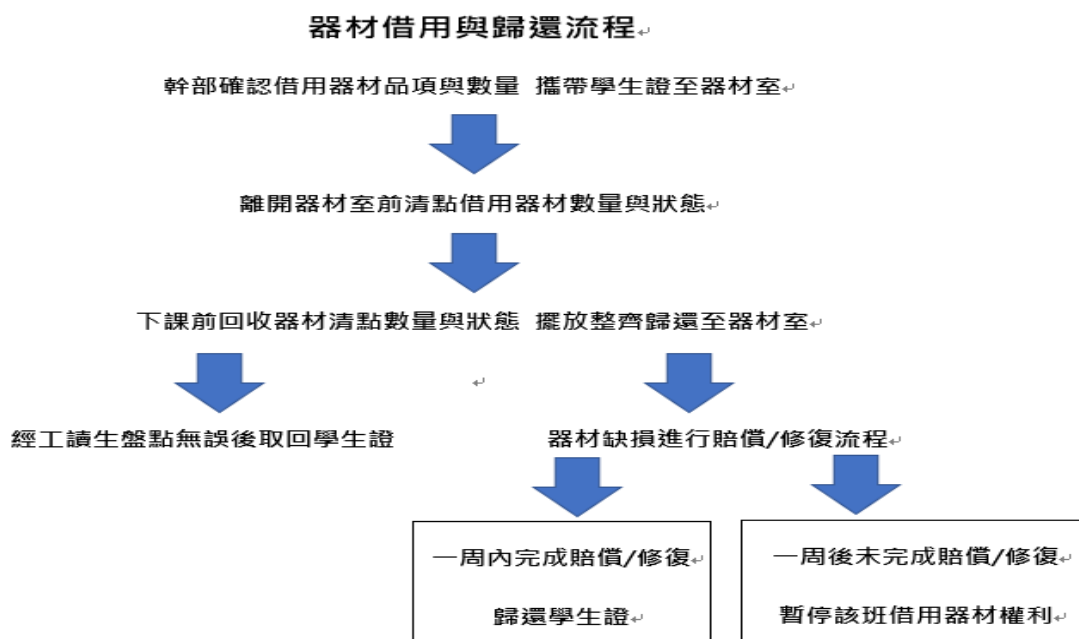 器材借用與歸還流程
幹部確認借用器材品項與數量 攜帶學生證至器材室
離開器材室前清點借用器材數量與狀態
下課前回收器材清點數量與狀態 擺放整齊歸還至器材室
經工讀生盤點無誤後取回學生證
器材缺損進行賠償/修復流程
一周內完成賠償/修復
歸還學生證
一周後未完成賠償/修復
暫停該班借用器材權利